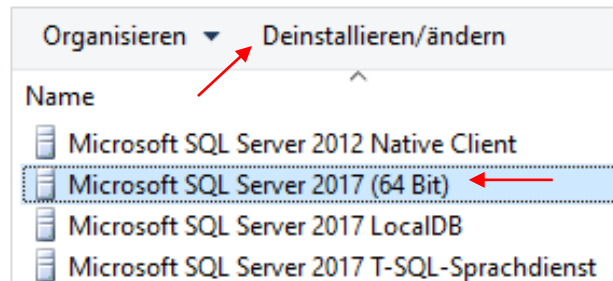 Organisieren Deinstallieren/ändern
Name
Microsoft SQL Server 2012 Native Client
Microsoft SQL Server 2017 (64 Bit)
Microsoft SQL Server 2017 LocalDB
Microsoft SQL Server 2017 T-SQL-Sprachdienst